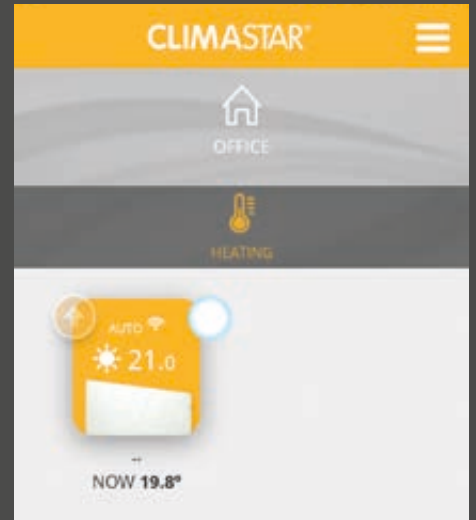 CLIMASTAR®
OFFICE
HEATING
AUTO
21.0
--
NOW 19.8º